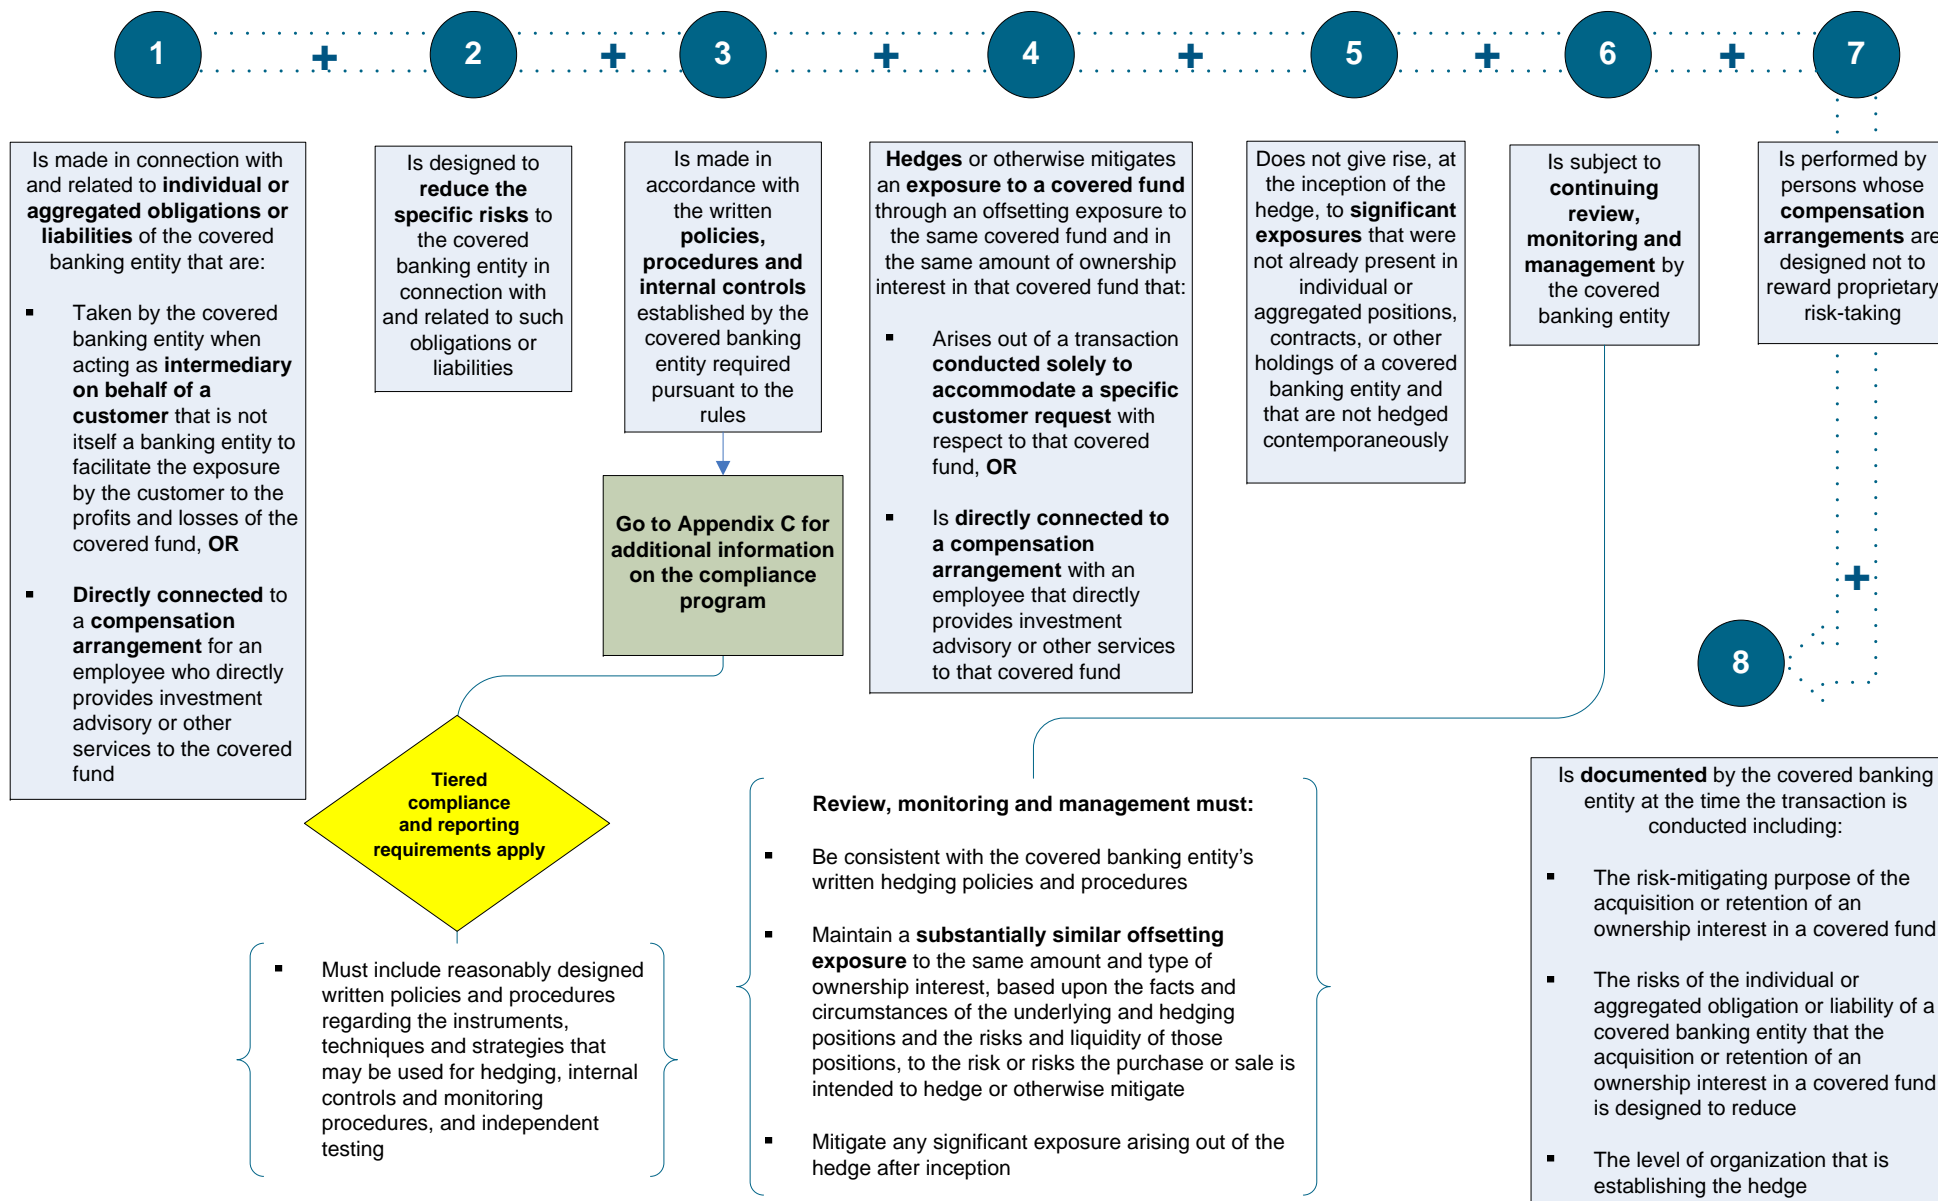 1 + 2 + 3 + 4 + 5 + 6 + 7
Is made in connection with
and related to individual or
aggregated obligations or
liabilities of the covered
banking entity that are:
▪ Taken by the covered
banking entity when
acting as intermediary
on behalf of a
customer that is not
itself a banking entity to
facilitate the exposure
by the customer to the
profits and losses of the
covered fund, OR
▪ Directly connected to
a compensation
arrangement for an
employee who directly
provides investment
advisory or other
services to the covered
fund
Is designed to
reduce the
specific risks to
the covered
banking entity in
connection with
and related to such
obligations or
liabilities
Is made in
accordance with
the written
policies,
procedures and
internal controls
established by the
covered banking
entity required
pursuant to the
rules
Go to Appendix C for
additional information
on the compliance
program
Tiered
compliance
and reporting
requirements apply
▪ Must include reasonably designed
written policies and procedures
regarding the instruments,
techniques and strategies that
may be used for hedging, internal
controls and monitoring
procedures, and independent
testing
Hedges or otherwise mitigates
an exposure to a covered fund
through an offsetting exposure to
the same covered fund and in
the same amount of ownership
interest in that covered fund that:
▪ Arises out of a transaction
conducted solely to
accommodate a specific
customer request with
respect to that covered
fund, OR
▪ Is directly connected to
a compensation
arrangement with an
employee that directly
provides investment
advisory or other services
to that covered fund
Does not give rise, at
the inception of the
hedge, to significant
exposures that were
not already present in
individual or
aggregated positions,
contracts, or other
holdings of a covered
banking entity and
that are not hedged
contemporaneously
Is subject to
continuing
review,
monitoring and
management by
the covered
banking entity
Review, monitoring and management must:
▪ Be consistent with the covered banking entity’s
written hedging policies and procedures
▪ Maintain a substantially similar offsetting
exposure to the same amount and type of
ownership interest, based upon the facts and
circumstances of the underlying and hedging
positions and the risks and liquidity of those
positions, to the risk or risks the purchase or sale is
intended to hedge or otherwise mitigate
▪ Mitigate any significant exposure arising out of the
hedge after inception
Is performed by
persons whose
compensation
arrangements are
designed not to
reward proprietary
risk-taking
+
8
Is documented by the covered banking
entity at the time the transaction is
conducted including:
▪ The risk-mitigating purpose of the
acquisition or retention of an
ownership interest in a covered fund
▪ The risks of the individual or
aggregated obligation or liability of a
covered banking entity that the
acquisition or retention of an
ownership interest in a covered fund
is designed to reduce
▪ The level of organization that is
establishing the hedge